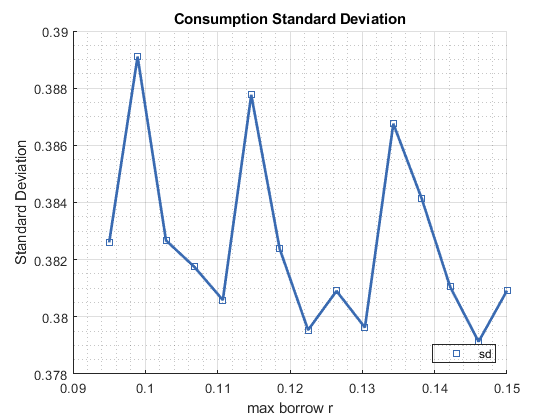 Consumption Standard Deviation
0.39
0.388
0.386
0.384
0.382
0.38
0.378
Standard Deviation
sd
0.09 0.1 0.11 0.12 0.13 0.14 0.15
max borrow r